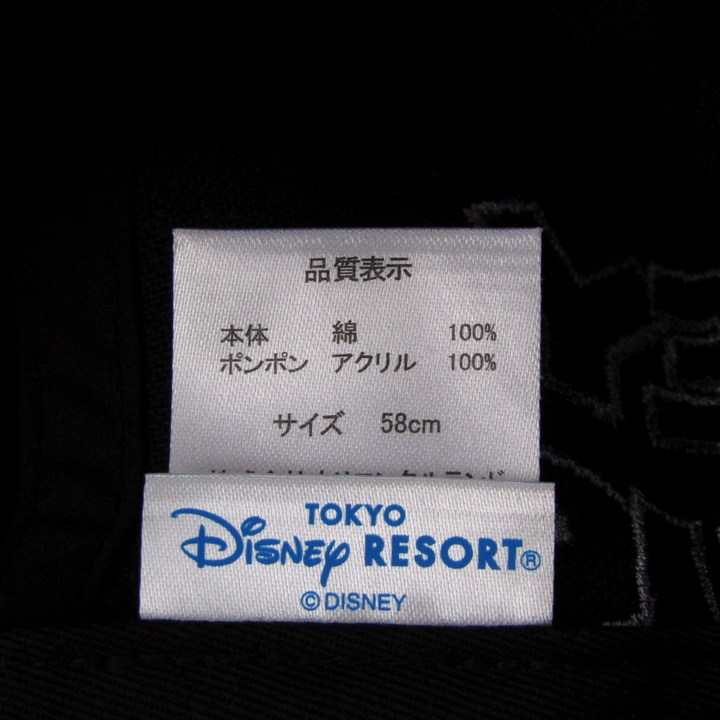 品質表示
本体 綿 100%
ポンポン アクリル 100%
サイズ 58cm
TOKYO
Disney RESORT®
©DISNEY